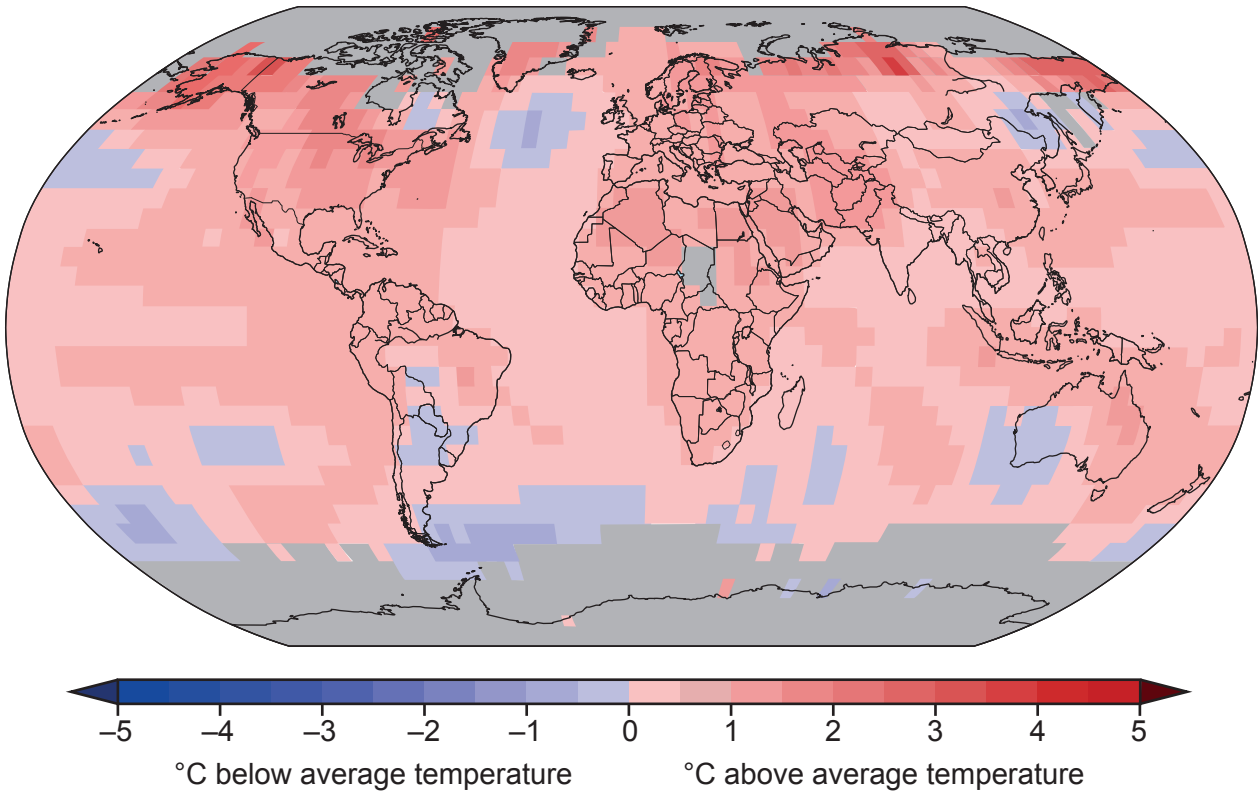 –5 –4 –3 –2 –1 0 1 2 3 4 5
°C below average temperature °C above average temperature